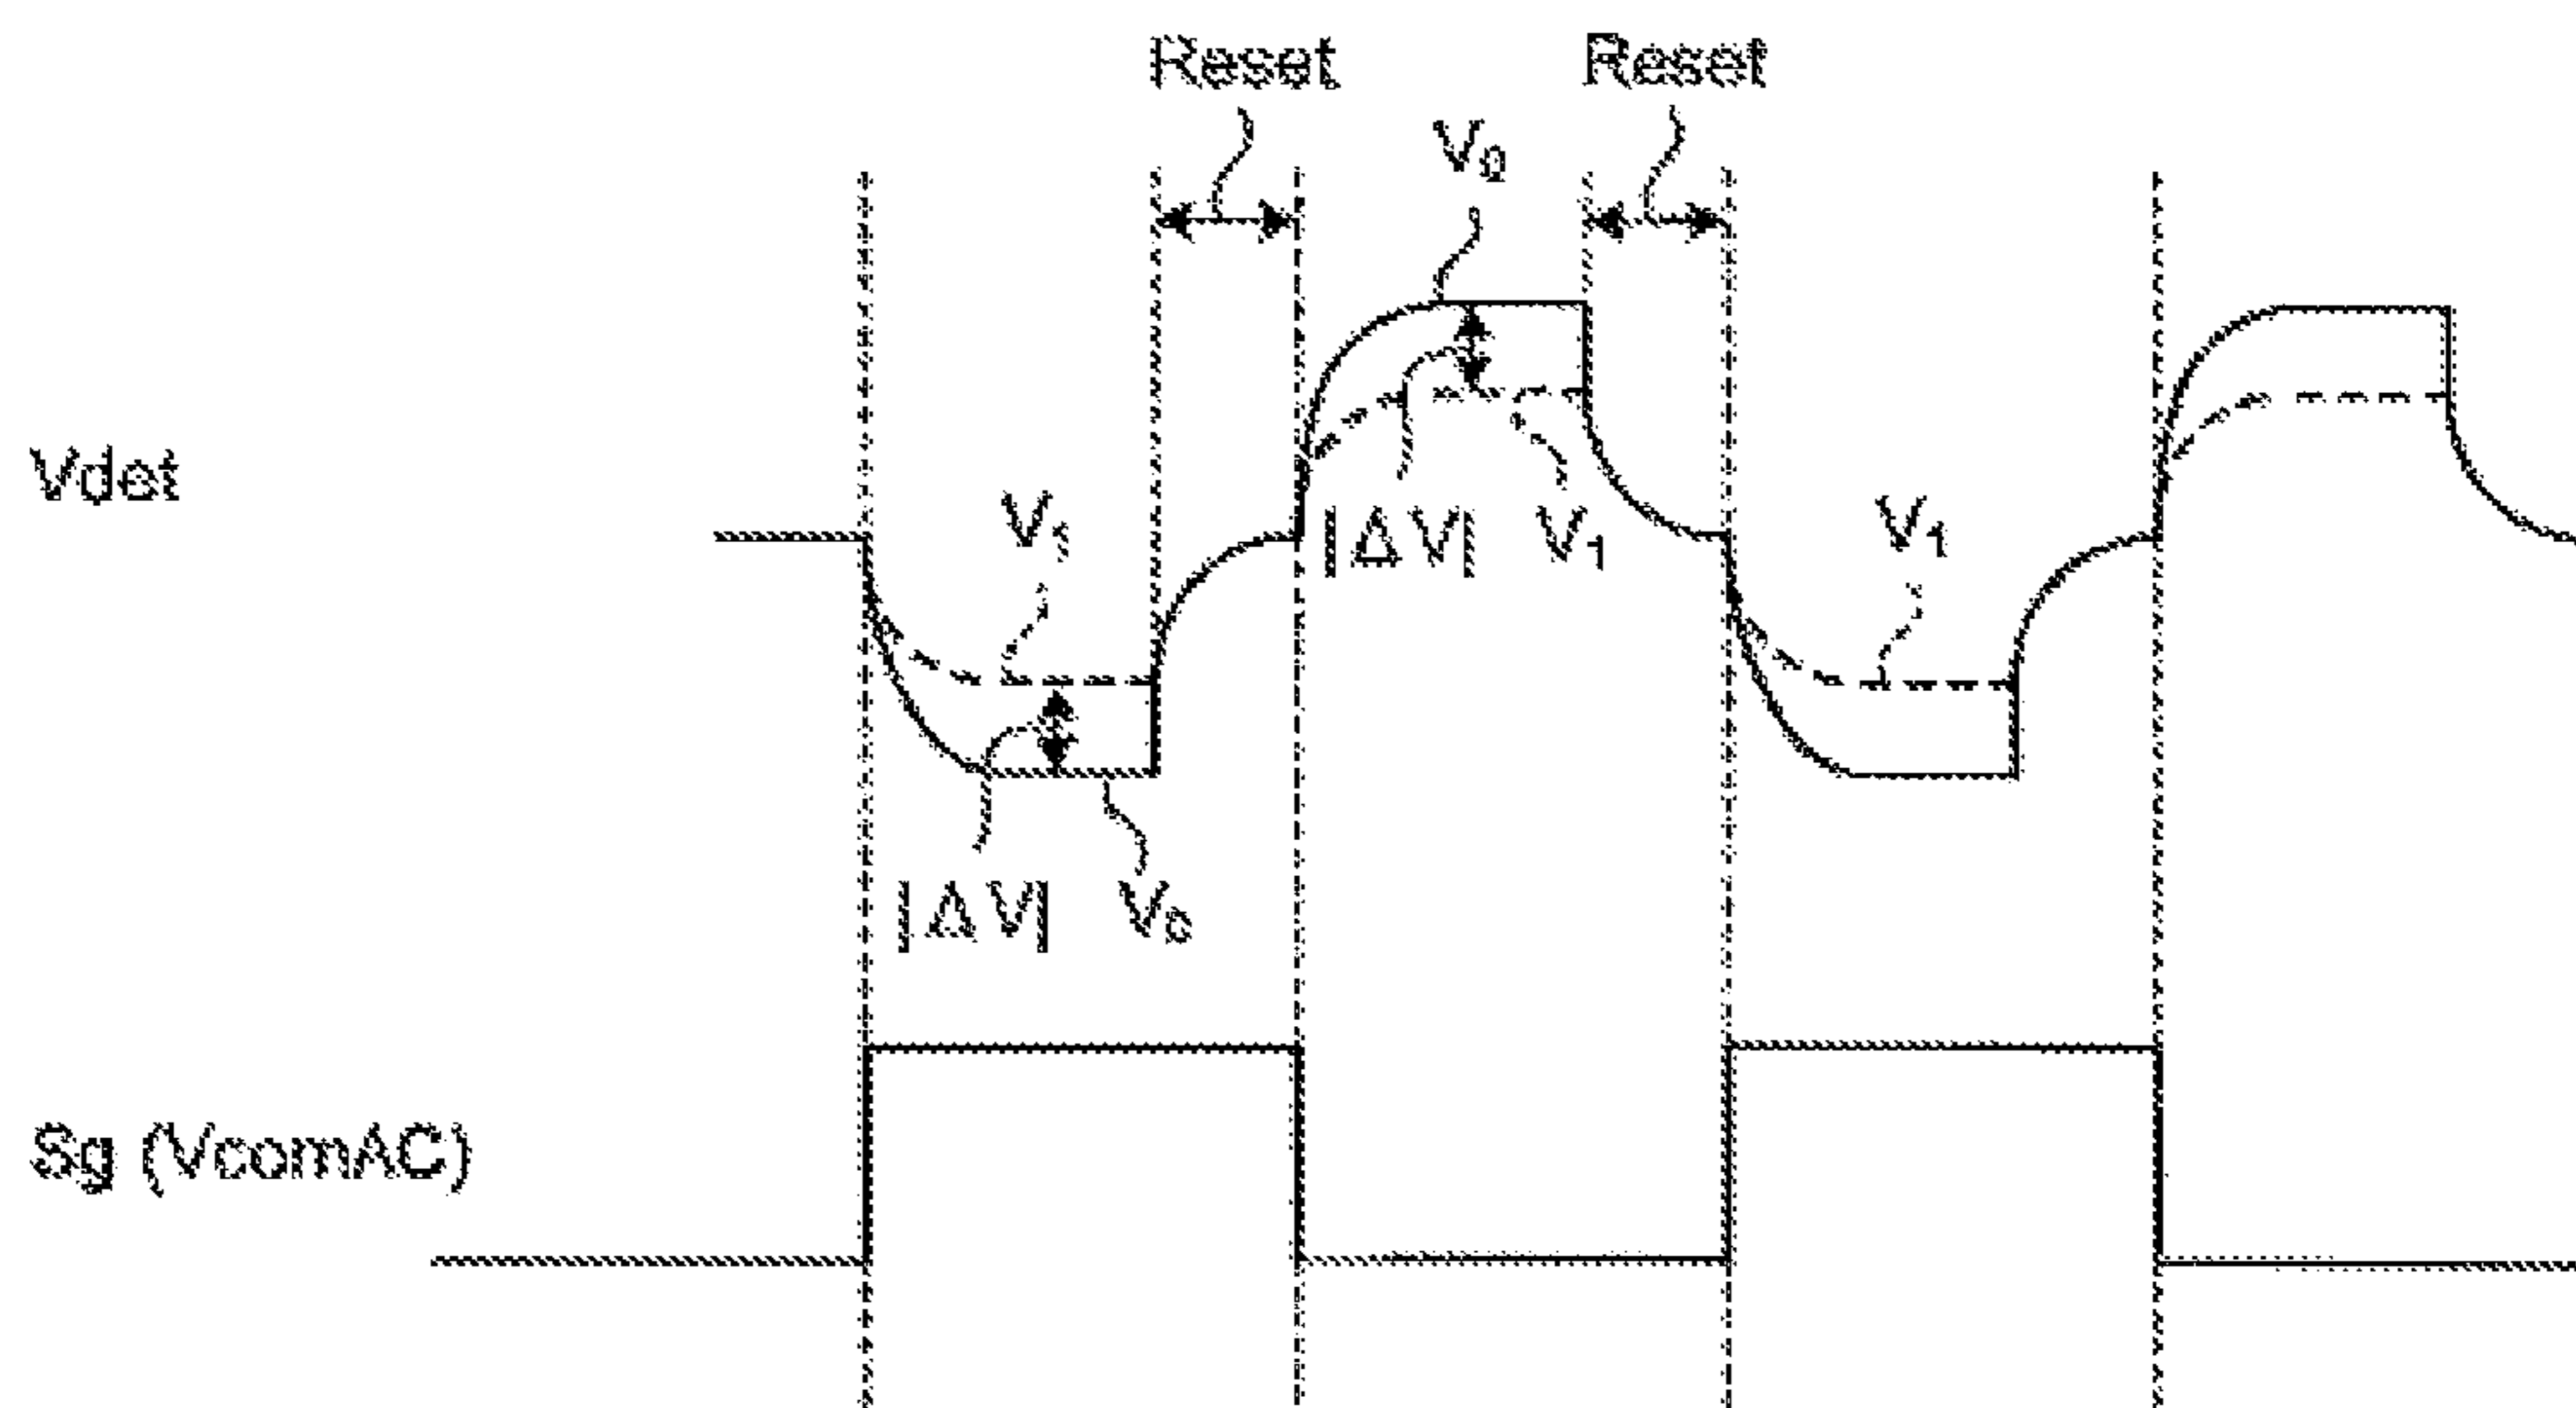 Reset
Reset
V₀
Vdet
V₁
|ΔV|
V₁
V₁
|ΔV|
V₀
Sg (VcomAC)